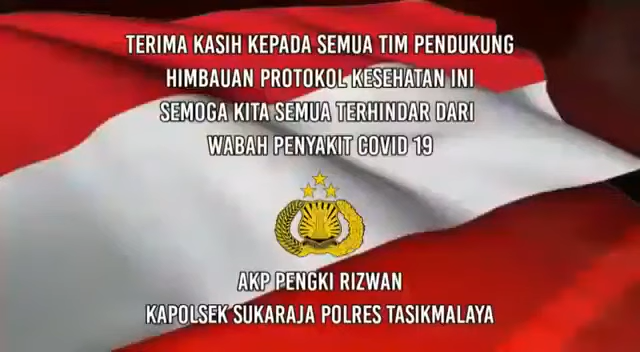 TERIMA KASIH KEPADA SEMUA TIM PENDUKUNG
HIMBAUAN PROTOKOL KESEHATAN INI
SEMOGA KITA SEMUA TERHINDAR DARI
WABAH PENYAKIT COVID 19
AKP PENGKI RIZWAN
KAPOLSEK SUKARAJA POLRES TASIKMALAYA